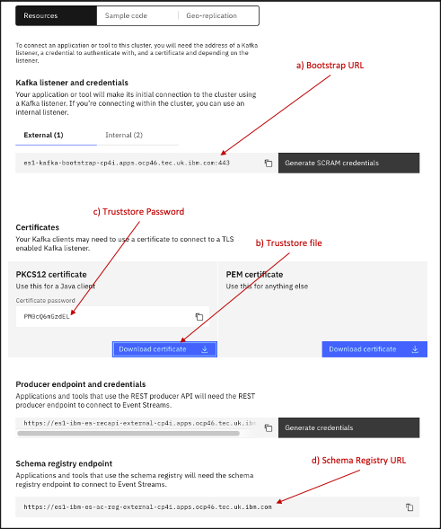 Resources
Sample code
Geo-replication
To connect an application or tool to this cluster, you will need the address of a Kafka
listener, a credential to authenticate with, and a certificate and depending on the
listener.
a) Bootstrap URL
Kafka listener and credentials
Your application or tool will make its initial connection to the cluster using
a Kafka listener. If you're connecting within the cluster, you can use an
internal listener.
External (1)
Internal (2)
es1-kafka-bootstrap-cp4i.apps.ocp46.tec.uk.ibm.com:443
Generate SCRAM credentials
c) Truststore Password
Certificates
Your Kafka clients may need to use a certificate to connect to a TLS
enabled Kafka listener.
b) Truststore file
PKCS12 certificate
Use this for a Java client
Certificate password
PM3cQ6mGzdEL
Download certificate
PEM certificate
Use this for anything else
Download certificate
Producer endpoint and credentials
Applications and tools that use the REST producer API will need the REST
producer endpoint to connect to Event Streams.
https://es1-ibm-es-recapi-external-cp4i.apps.ocp46.tec.uk.ibm
Generate credentials
Schema registry endpoint
Applications and tools that use the schema registry will need the schema
registry endpoint to connect to Event Streams.
d) Schema Registry URL
https://es1-ibm-es-ac-reg-external-cp4i.apps.ocp46.tec.uk.ibm.com